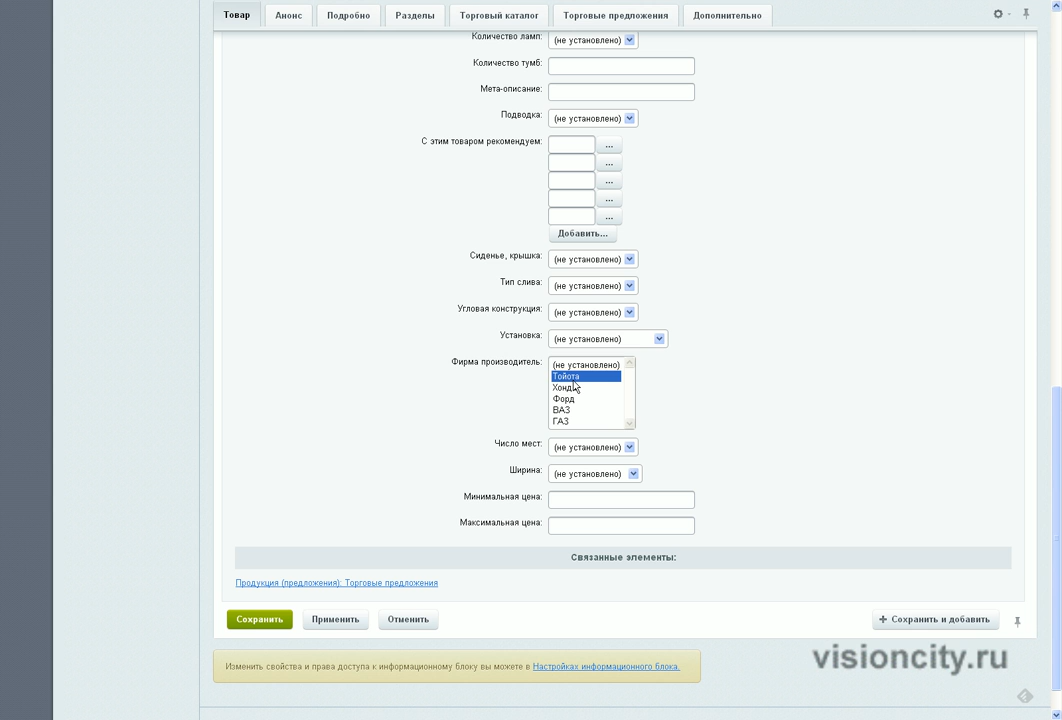 Товар Анонс Подробно Разделы Торговый каталог Торговые предложения Дополнительно
Количество ламп: (не установлено)
Количество тумб:
Мета-описание:
Подводка: (не установлено)
С этим товаром рекомендуем: ...
...
...
...
...
Добавить...
Сиденье, крышка: (не установлено)
Тип слива: (не установлено)
Угловая конструкция: (не установлено)
Установка: (не установлено)
Фирма производитель: (не установлено)
Тойота
Форд
ВАЗ
ГАЗ
Число мест: (не установлено)
Ширина: (не установлено)
Минимальная цена:
Максимальная цена:
Связанные элементы:
Продукция (предложения): Торговые предложения
Сохранить Применить Отменить + Сохранить и добавить
Изменить свойства и права доступа к информационному блоку вы можете в Настройках информационного блока.
visioncity.ru